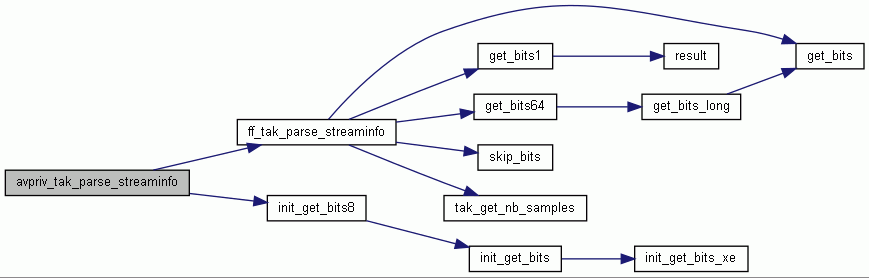 get_bits1
result
get_bits
get_bits64
get_bits_long
ff_tak_parse_streaminfo
skip_bits
avpriv_tak_parse_streaminfo
init_get_bits8
tak_get_nb_samples
init_get_bits
init_get_bits_xe